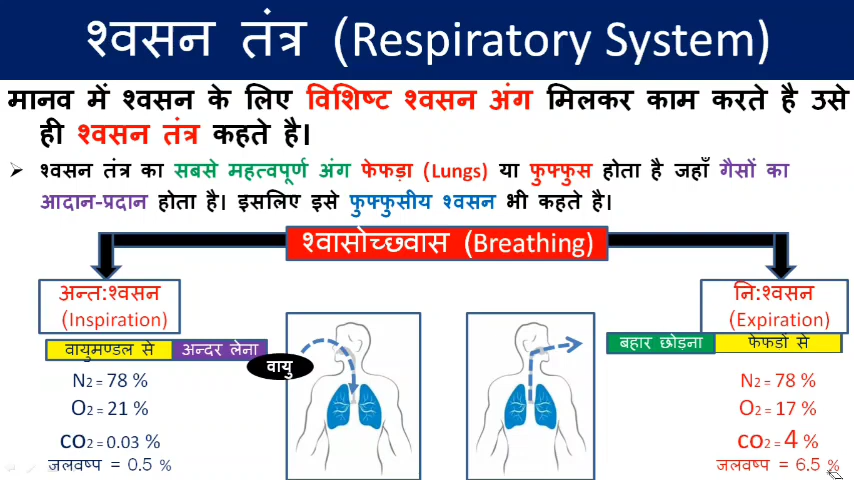 श्वसन तंत्र (Respiratory System)
मानव में श्वसन के लिए विशिष्ट श्वसन अंग मिलकर काम करते है उसे
ही श्वसन तंत्र कहते है।
श्वसन तंत्र का सबसे महत्वपूर्ण अंग फेफड़ा (Lungs) या फुफ्फुस होता है जहाँ गैसों का
आदान-प्रदान होता है। इसलिए इसे फुफ्फुसीय श्वसन भी कहते है।
श्वासोच्छवास (Breathing)
अन्त:श्वसन
(Inspiration)
वायुमण्डल से अन्दर लेना
वायु
N2 = 78 %
O2 = 21 %
CO2 = 0.03 %
जलवष्प = 0.5 %
नि:श्वसन
(Expiration)
बहार छोड़ना फेफडों से
N2 = 78 %
O2 = 17 %
CO2 = 4 %
जलवष्प = 6.5 %